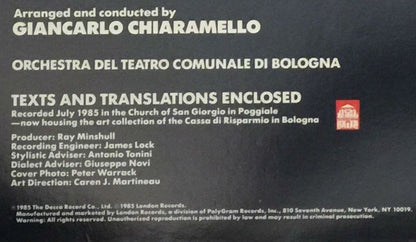 Arranged and conducted by
GIANCARLO CHIARAMELLO
ORCHESTRA DEL TEATRO COMUNALE DI BOLOGNA
TEXTS AND TRANSLATIONS ENCLOSED
Recorded July 1985 in the Church of San Giorgio in Poggiale
—now housing the art collection of the Cassa di Risparmio in Bologna
Producer: Ray Minshull
Recording Engineer: James Lock
Stylistic Adviser: Antonio Tonini
Dialect Adviser: Giuseppe Novi
Cover Photo: Peter Warrack
Art Direction: Caren J. Martineau
℗1985 The Decca Record Co., Ltd. ©1985 London Records.
Manufactured and marketed by London Records, a division of PolyGram Records, Inc., 810 Seventh Avenue, New York, NY 10019.
Warning: All rights reserved. Unauthorized reproduction is prohibited by law and may result in criminal prosecution.